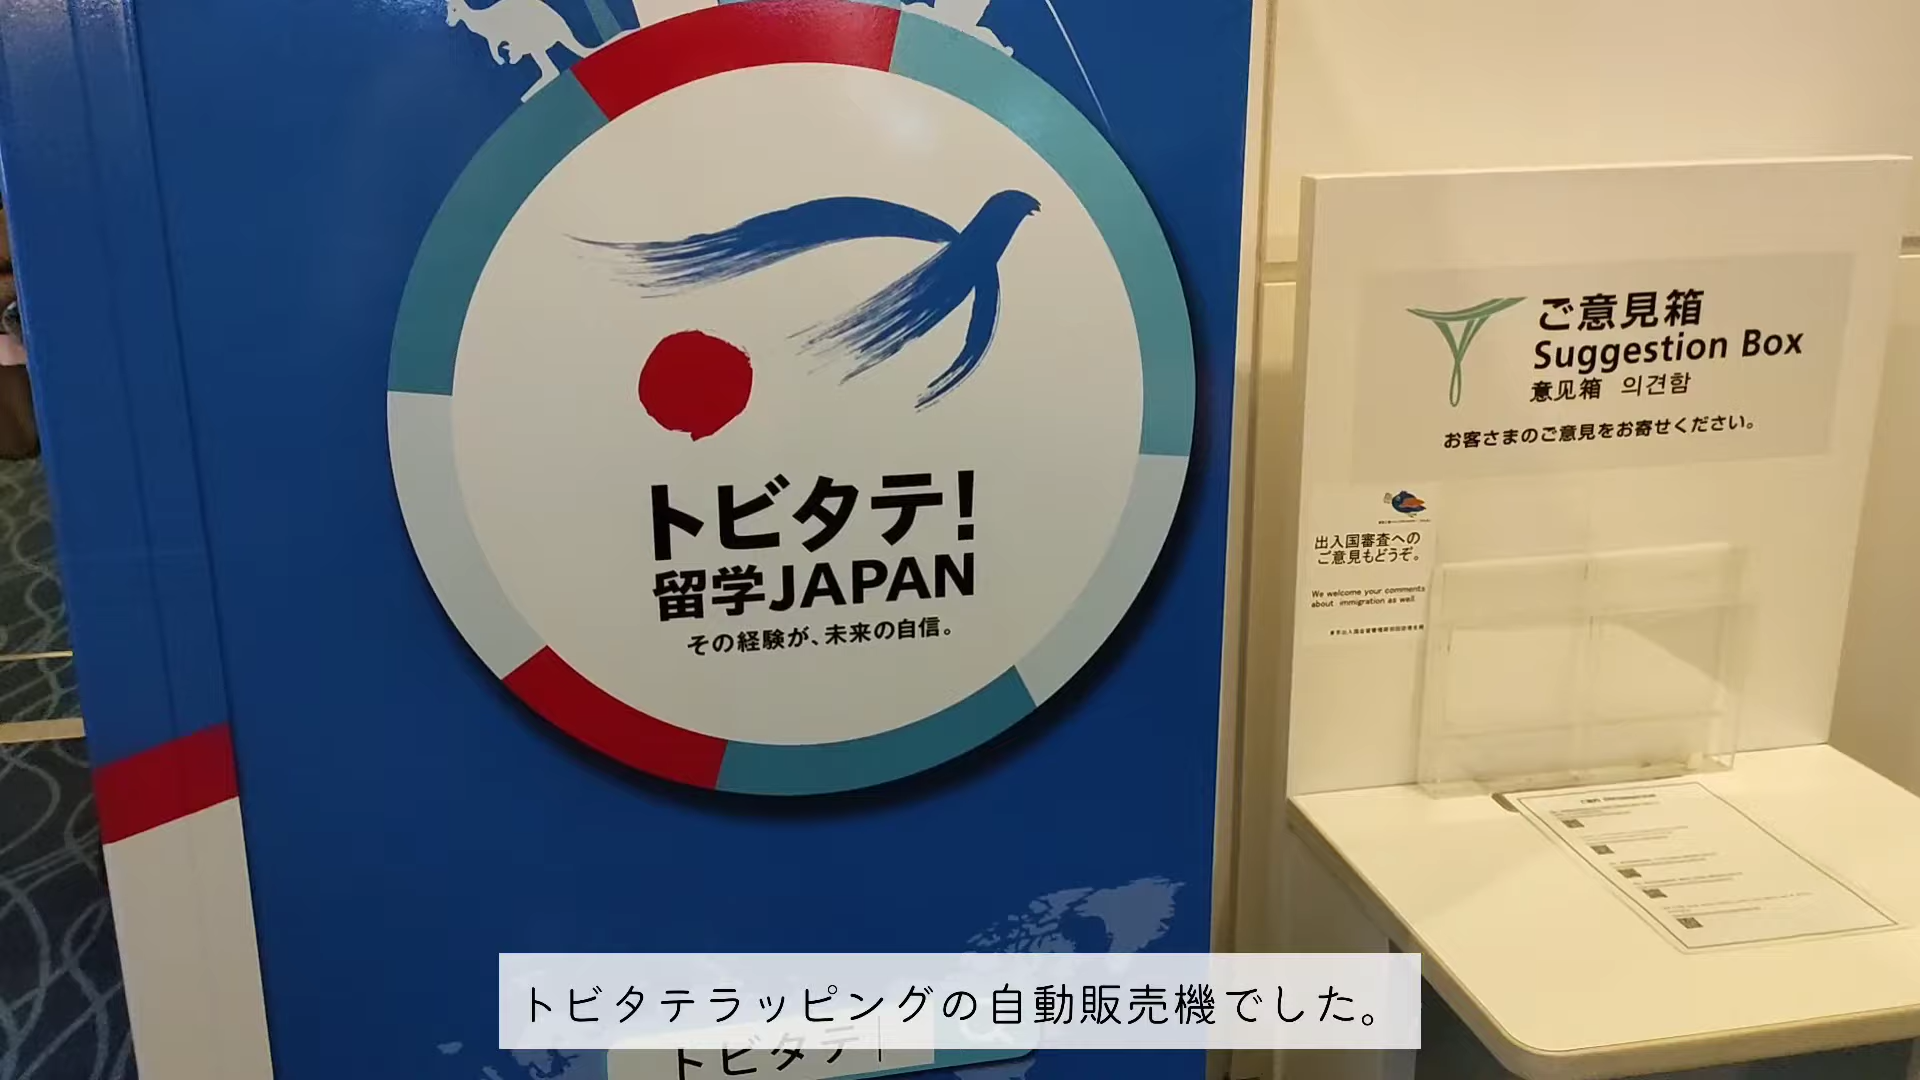 トビタテ!
留学JAPAN
その経験が、未来の自信。
ご意見箱
Suggestion Box
意见箱 의견함
お客さまのご意見をお寄せください。
出入国審査への
ご意見もどうぞ。
We welcome your comments
about immigration as well
トビタテラッピングの自動販売機でした。
トビタテ